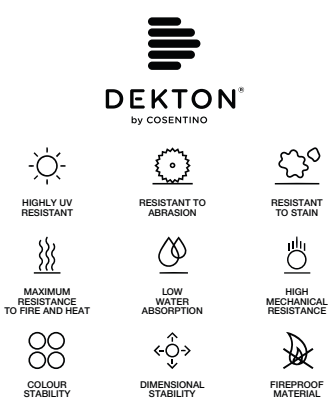 DEKTON®
by COSENTINO
HIGHLY UV
RESISTANT
RESISTANT TO
ABRASION
RESISTANT
TO STAIN
MAXIMUM
RESISTANCE
TO FIRE AND HEAT
LOW
WATER
ABSORPTION
HIGH
MECHANICAL
RESISTANCE
COLOUR
STABILITY
DIMENSIONAL
STABILITY
FIREPROOF
MATERIAL